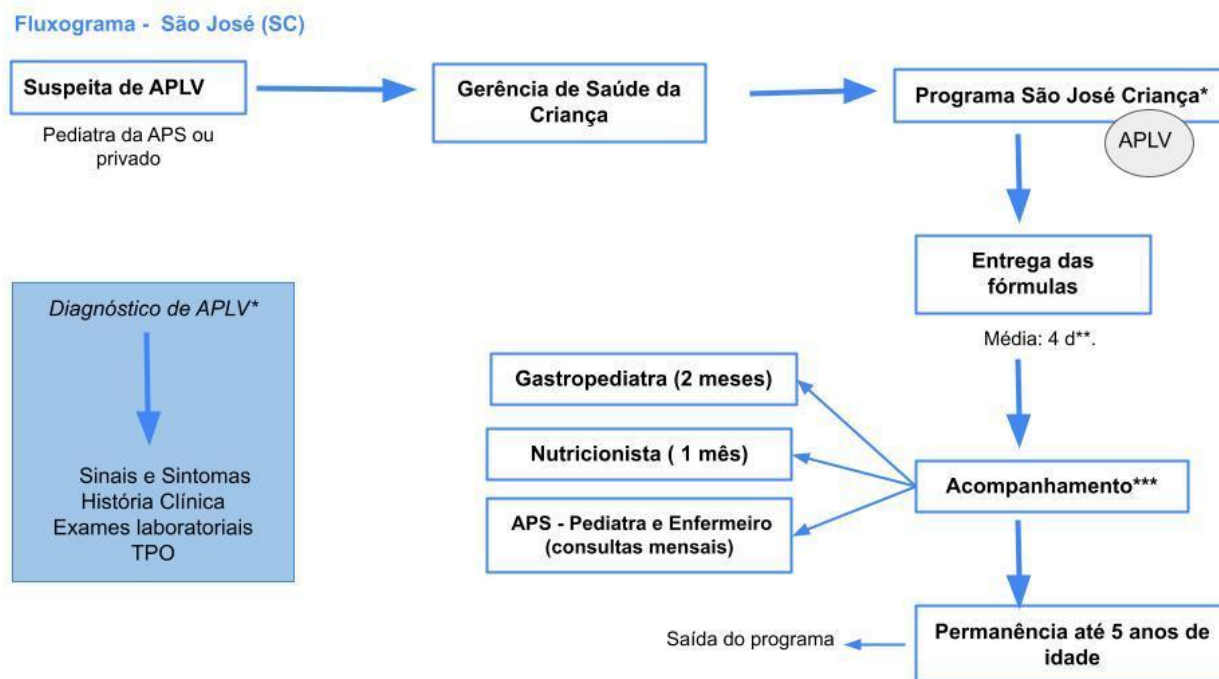 Fluxograma - São José (SC)
Suspeita de APLV
Pediatra da APS ou
privado
Gerência de Saúde da
Criança
Programa São José Criança*
APLV
Entrega das
fórmulas
Média: 4 d**.
Diagnóstico de APLV*
Sinais e Sintomas
História Clínica
Exames laboratoriais
TPO
Gastropediatra (2 meses)
Nutricionista ( 1 mês)
APS - Pediatra e Enfermeiro
(consultas mensais)
Acompanhamento***
Saída do programa
Permanência até 5 anos de
idade